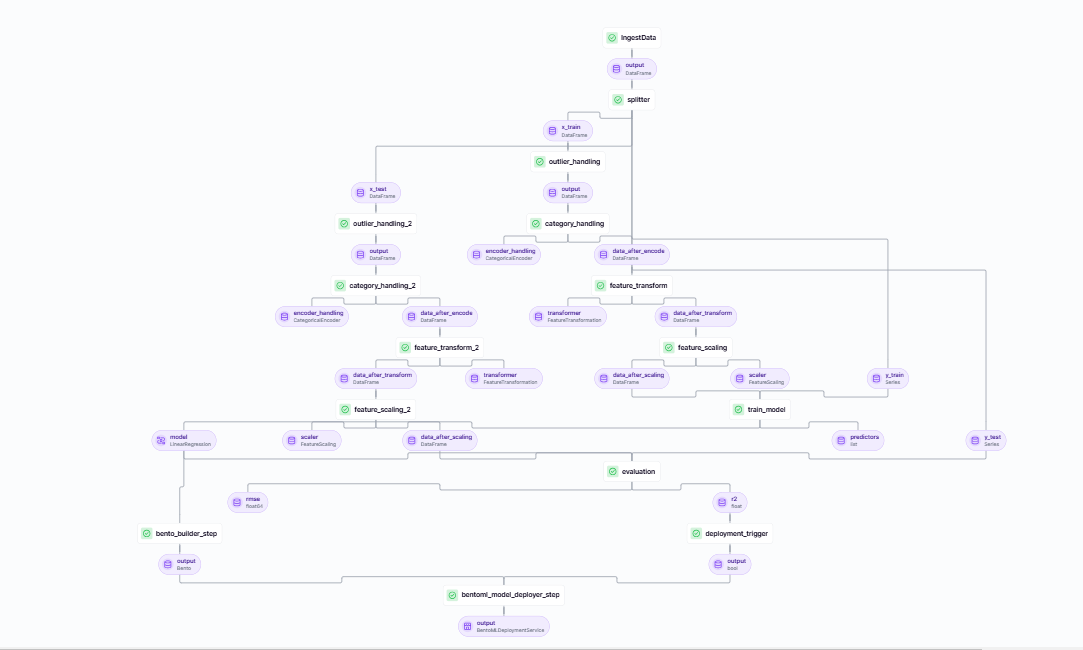 IngestData
output
DataFrame
splitter
x_train
DataFrame
outlier_handling
x_test
DataFrame
output
DataFrame
outlier_handling_2
category_handling
output
DataFrame
encoder_handling
CategoricalEncoder
data_after_encode
DataFrame
category_handling_2
feature_transform
encoder_handling
CategoricalEncoder
data_after_encode
DataFrame
transformer
FeatureTransformation
data_after_transform
DataFrame
feature_transform_2
feature_scaling
data_after_transform
DataFrame
transformer
FeatureTransformation
data_after_scaling
DataFrame
scaler
FeatureScaling
y_train
Series
feature_scaling_2
train_model
model
LinearRegression
scaler
FeatureScaling
data_after_scaling
DataFrame
predictors
list
y_test
Series
evaluation
rmse
float64
r2
float
bento_builder_step
deployment_trigger
output
Bento
output
bool
bentoml_model_deployer_step
output
BentoMLDeploymentService